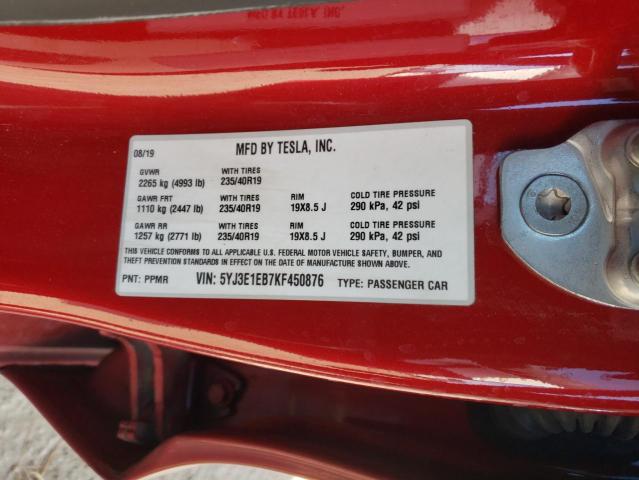 08/19 MFD BY TESLA, INC.
GVWR WITH TIRES
2265 kg (4993 lb) 235/40R19
GAWR FRT WITH TIRES RIM COLD TIRE PRESSURE
1110 kg (2447 lb) 235/40R19 19X8.5 J 290 kPa, 42 psi
GAWR RR WITH TIRES RIM COLD TIRE PRESSURE
1257 kg (2771 lb) 235/40R19 19X8.5 J 290 kPa, 42 psi
THIS VEHICLE CONFORMS TO ALL APPLICABLE U.S. FEDERAL MOTOR VEHICLE SAFETY, BUMPER, AND
THEFT PREVENTION STANDARDS IN EFFECT ON THE DATE OF MANUFACTURE SHOWN ABOVE.
PNT: PPMR VIN: 5YJ3E1EB7KF450876 TYPE: PASSENGER CAR